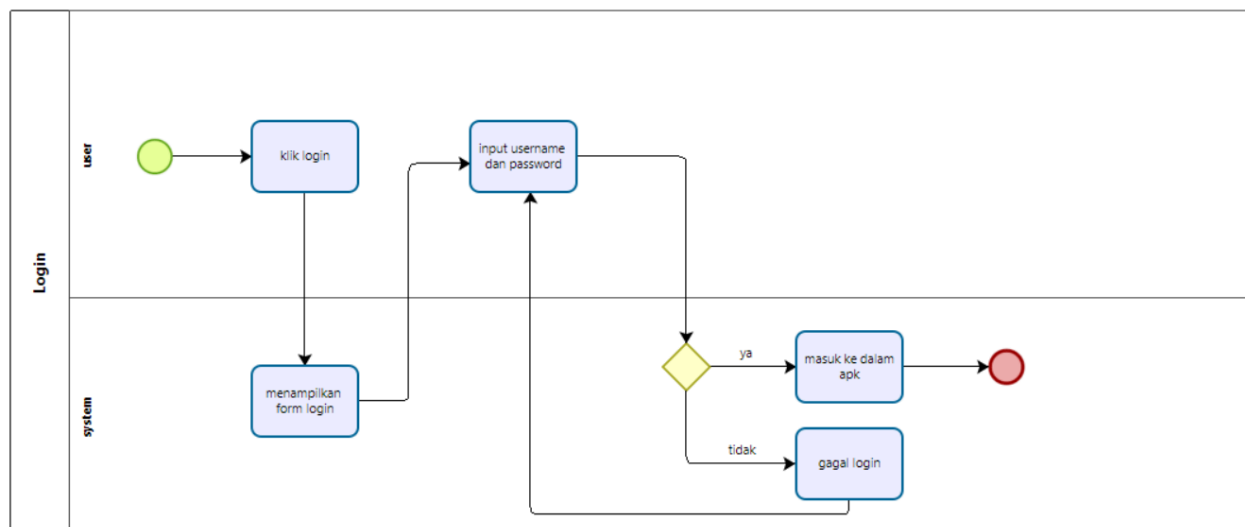 Login
user
klik login
input username
dan password
system
menampilkan
form login
ya
masuk ke dalam
apk
tidak
gagal login